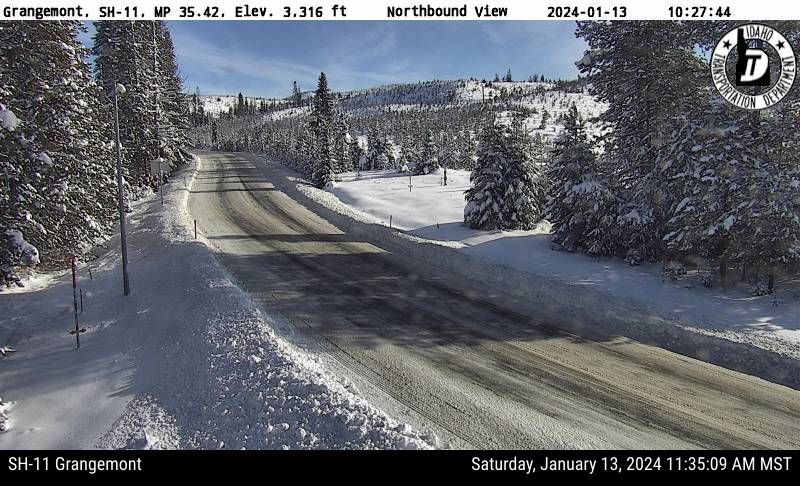 Grangemont, SH-11, MP 35.42, Elev. 3,316 ft Northbound View 2024-01-13 10:27:44
IDAHO
TRANSPORTATION DEPARTMENT
SH-11 Grangemont Saturday, January 13, 2024 11:35:09 AM MST